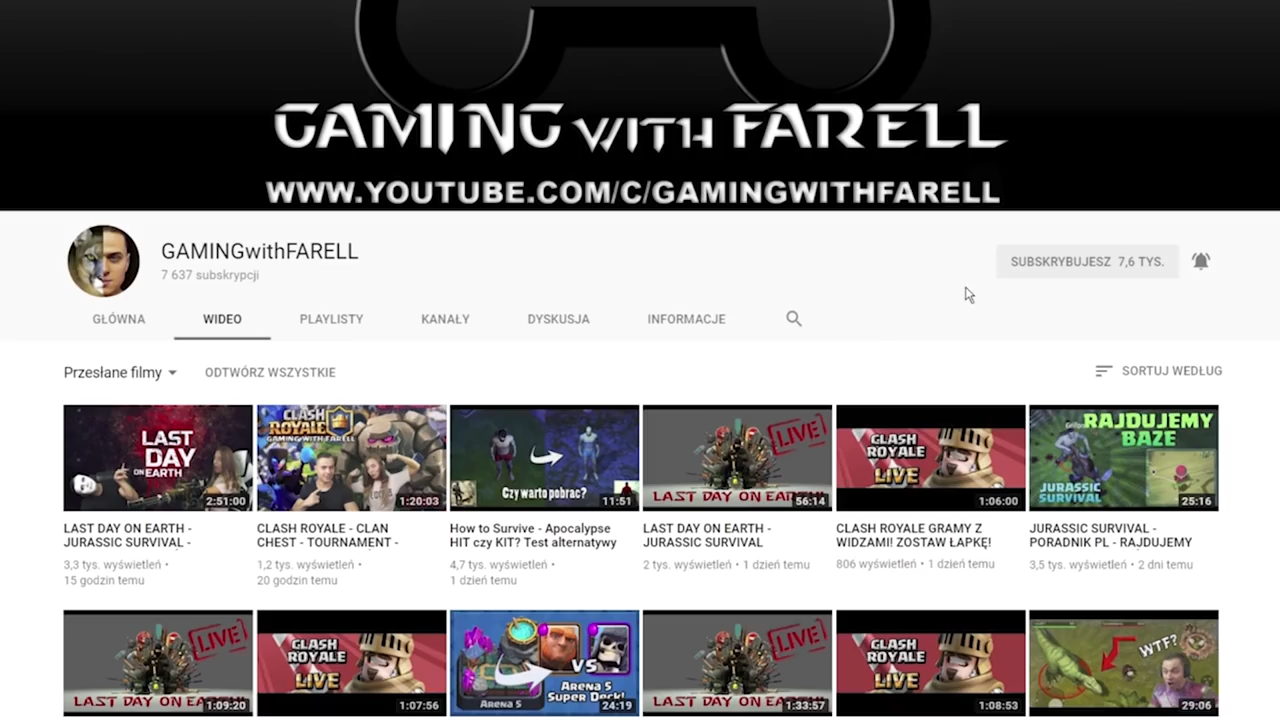 GAMING WITH FARELL
WWW.YOUTUBE.COM/C/GAMINGWITHFARELL
GAMINGwithFARELL
7 637 subskrypcji
SUBSKRYBUJESZ 7,6 TYS.
GŁÓWNA WIDEO PLAYLISTY KANAŁY DYSKUSJA INFORMACJE
Przesłane filmy ODTWÓRZ WSZYSTKIE SORTUJ WEDŁUG
LAST DAY ON EARTH
2:51:00
CLASH ROYALE
GAMING WITH FARELL
1:20:03
Czy warto pobrac?
11:51
LIVE
LAST DAY ON
56:14
CLASH ROYALE LIVE
1:06:00
RAJDUJEMY BAZE
JURASSIC SURVIVAL
25:16
LAST DAY ON EARTH -
JURASSIC SURVIVAL -
3,3 tys. wyświetleń •
15 godzin temu
CLASH ROYALE - CLAN
CHEST - TOURNAMENT -
1,2 tys. wyświetleń •
20 godzin temu
How to Survive - Apocalypse
HIT czy KIT? Test alternatywy
4,7 tys. wyświetleń •
1 dzień temu
LAST DAY ON EARTH -
JURASSIC SURVIVAL
2 tys. wyświetleń • 1 dzień temu
CLASH ROYALE GRAMY Z
WIDZAMI! ZOSTAW ŁAPKĘ!
806 wyświetleń • 1 dzień temu
JURASSIC SURVIVAL -
PORADNIK PL - RAJDUJEMY
3,5 tys. wyświetleń • 2 dni temu
LIVE
LAST DAY ON
1:09:20
CLASH ROYALE LIVE
1:07:56
VS
Arena 5
Arena 5
Super Deck!
24:19
LIVE
LAST DAY ON
1:33:57
CLASH ROYALE LIVE
1:08:53
WTF?
29:06